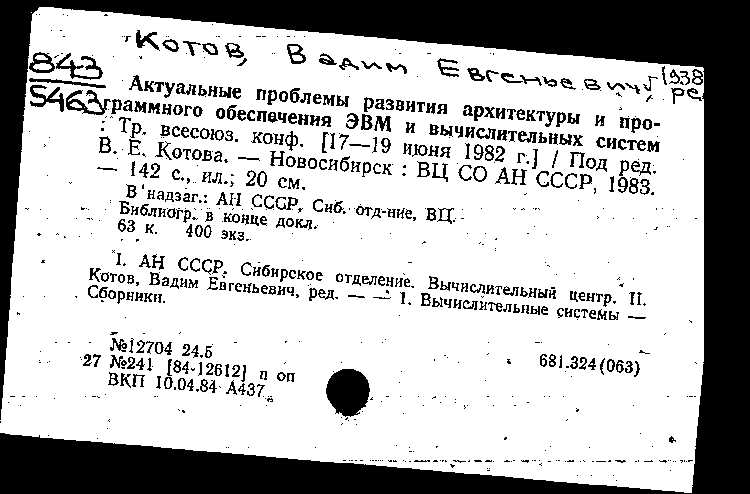 Котов, Вадим Евгеньевич, 1938
ред
843
5463
Актуальные проблемы развития архитектуры и про-
граммного обеспечения ЭВМ и вычислительных систем
: Тр. всесоюз. конф. [17—19 июня 1982 г.] / Под ред.
В. Е. Котова. — Новосибирск : ВЦ СО АН СССР, 1983.
— 142 с., ил.; 20 см.
В надзаг.: АН СССР, Сиб. отд-ние, ВЦ.
Библиогр. в конце докл.
63 к. 400 экз.
I. АН СССР. Сибирское отделение. Вычислительный центр. II.
Котов, Вадим Евгеньевич, ред. — — 1. Вычислительные системы —
Сборники.
№12704 24.5
27 №241 [84-12612] п оп
ВКП 10.04.84 А437
681.324(063)